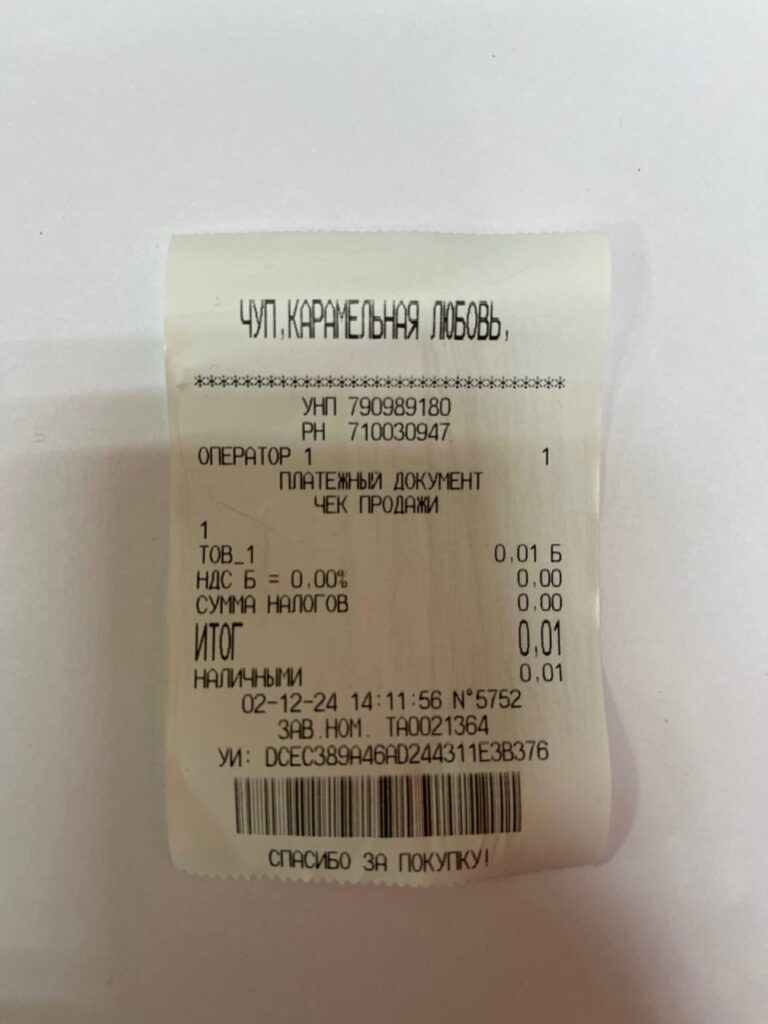 ЧУП,КАРАМЕЛЬНАЯ ЛЮБОВЬ,
*********************************
УНП 790989180
РН 710030947
ОПЕРАТОР 1 1
ПЛАТЕЖНЫЙ ДОКУМЕНТ
ЧЕК ПРОДАЖИ
1
ТОВ_1 0,01 Б
НДС Б = 0,00% 0,00
СУММА НАЛОГОВ 0,00
ИТОГ 0,01
НАЛИЧНЫМИ 0,01
02-12-24 14:11:56 N°5752
ЗАВ.НОМ. ТА0021364
УИ: DCEC389A46AD244311E3B376
СПАСИБО ЗА ПОКУПКУ!